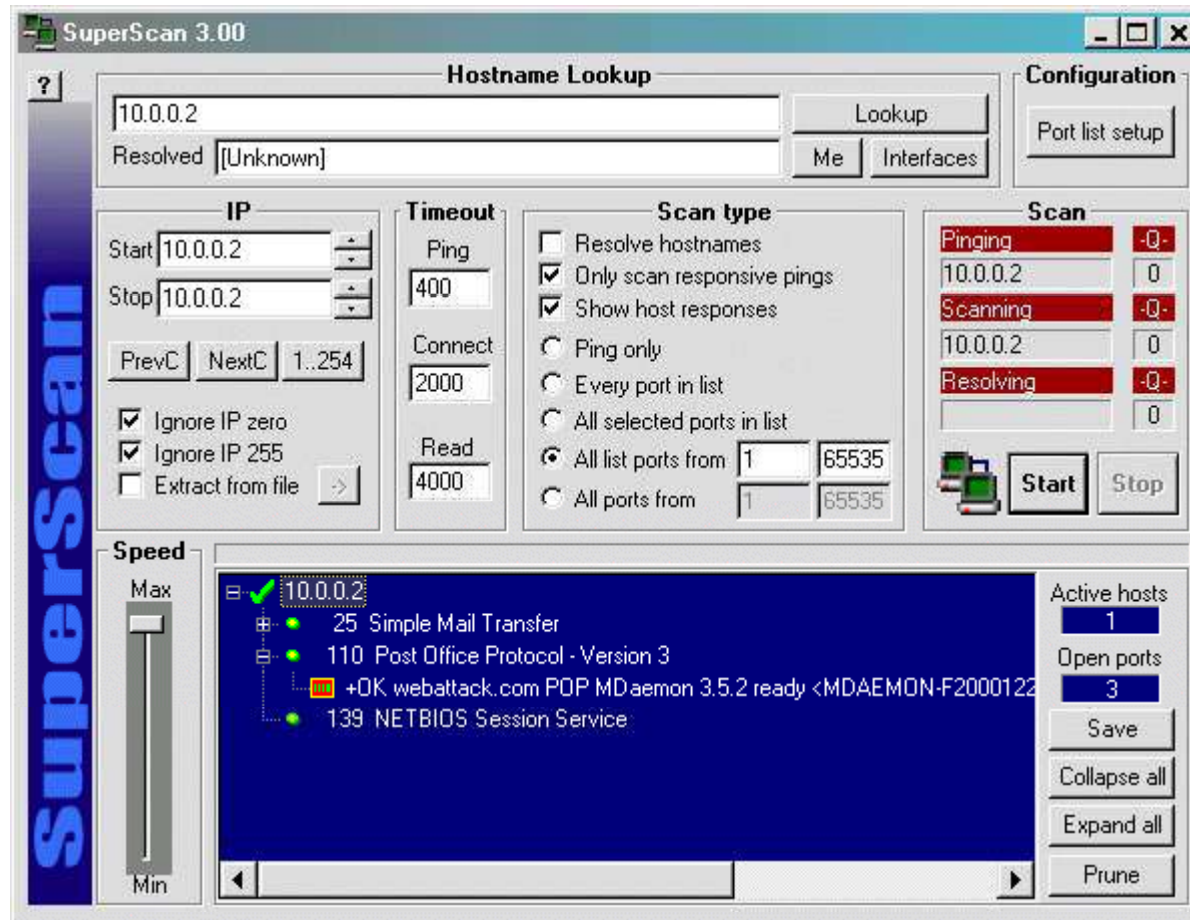 SuperScan 3.00
?
Hostname Lookup
10.0.0.2
Lookup
Resolved [Unknown]
Me
Interfaces
Configuration
Port list setup
IP
Start 10.0.0.2
Stop 10.0.0.2
PrevC
NextC
1..254
Ignore IP zero
Ignore IP 255
Extract from file
->
Timeout
Ping
400
Connect
2000
Read
4000
Scan type
Resolve hostnames
Only scan responsive pings
Show host responses
Ping only
Every port in list
All selected ports in list
All list ports from 1 65535
All ports from 1 65535
Scan
Pinging -Q-
10.0.0.2 0
Scanning -Q-
10.0.0.2 0
Resolving -Q-
0
Start
Stop
SuperScan
Speed
Max
Min
10.0.0.2
25 Simple Mail Transfer
110 Post Office Protocol - Version 3
+OK webattack.com POP MDaemon 3.5.2 ready <MDAEMON-F2000122
139 NETBIOS Session Service
Active hosts
1
Open ports
3
Save
Collapse all
Expand all
Prune